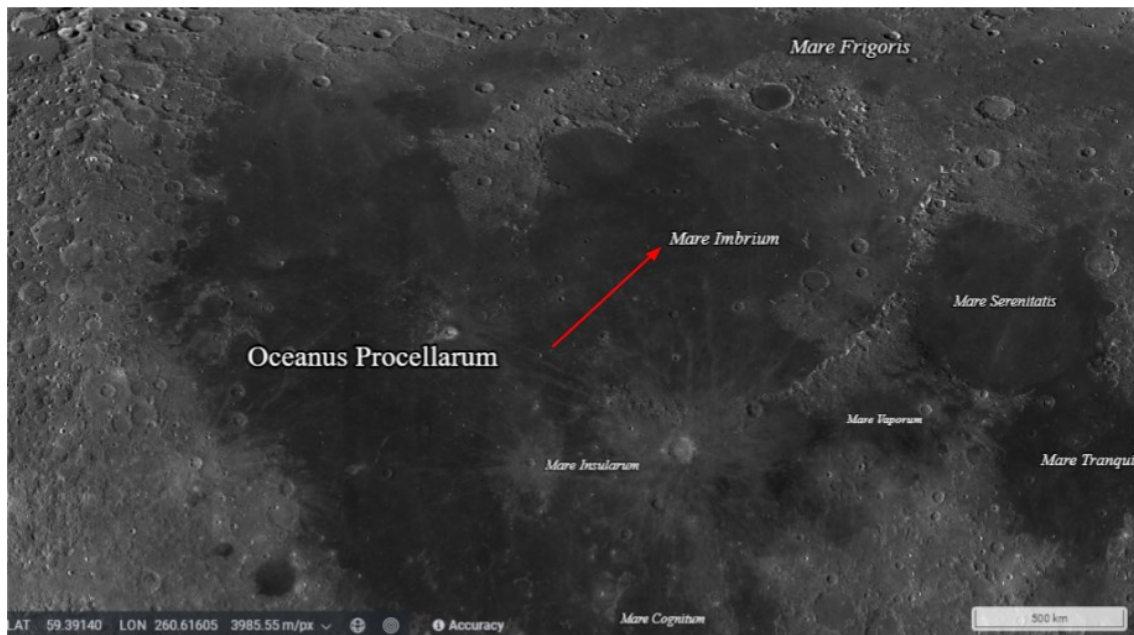 Mare Frigoris
Mare Imbrium
Mare Serenitatis
Oceanus Procellarum
Mare Vaporum
Mare Insularum
Mare Tranqui
Mare Cognitum
LAT 59.39140 LON 260.61605 3985.55 m/px Accuracy
500 km